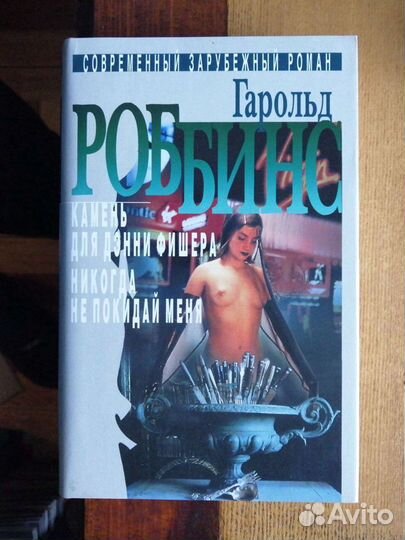 СОВРЕМЕННЫЙ ЗАРУБЕЖНЫЙ РОМАН
Гарольд
РОББИНС
КАМЕНЬ
ДЛЯ ДЭННИ ФИШЕРА
НИКОГДА
НЕ ПОКИДАЙ МЕНЯ
Avito